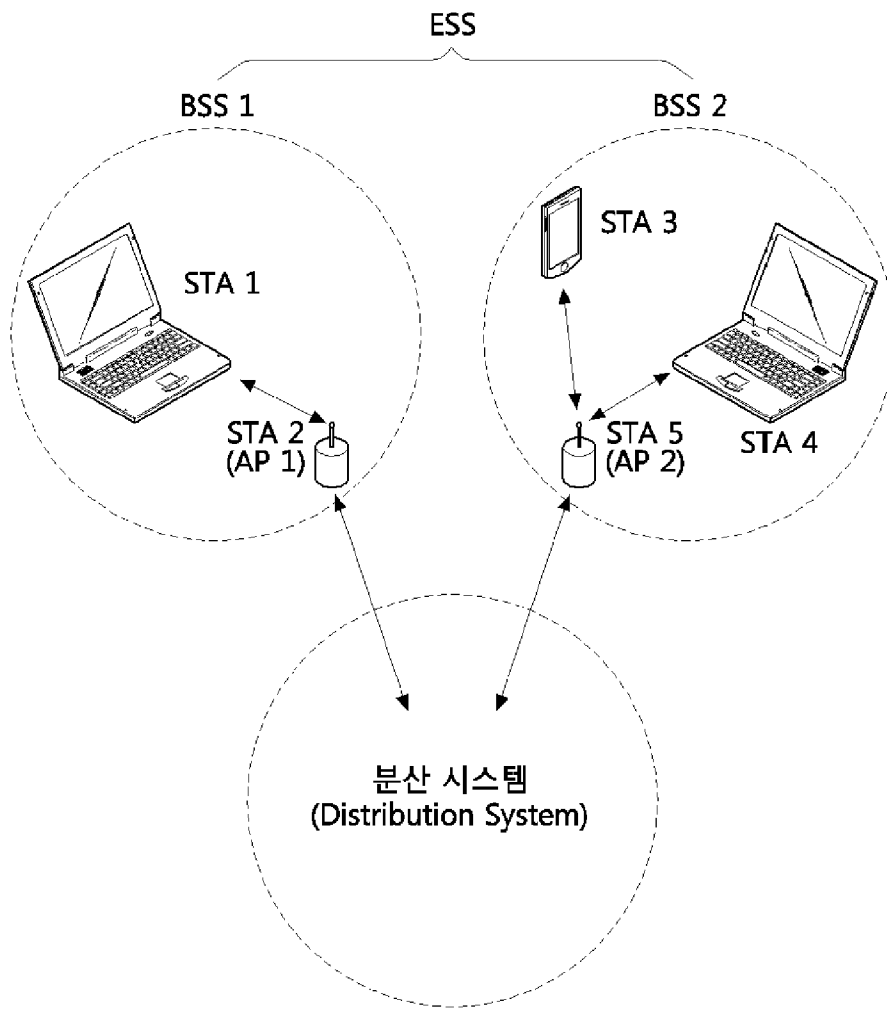 ESS
BSS 1
BSS 2
STA 3
STA 1
STA 2
(AP 1)
STA 5
(AP 2)
STA 4
분산 시스템
(Distribution System)